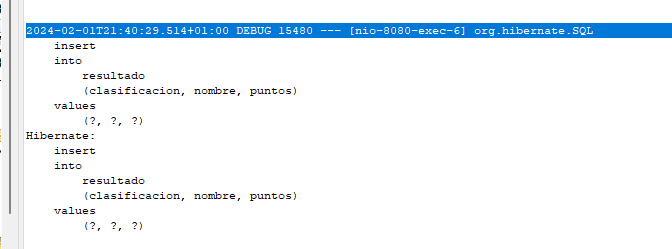 2024-02-01T21:40:29.514+01:00 DEBUG 15480 --- [nio-8080-exec-6] org.hibernate.SQL
insert
into
resultado
(clasificacion, nombre, puntos)
values
(?, ?, ?)
Hibernate:
insert
into
resultado
(clasificacion, nombre, puntos)
values
(?, ?, ?)